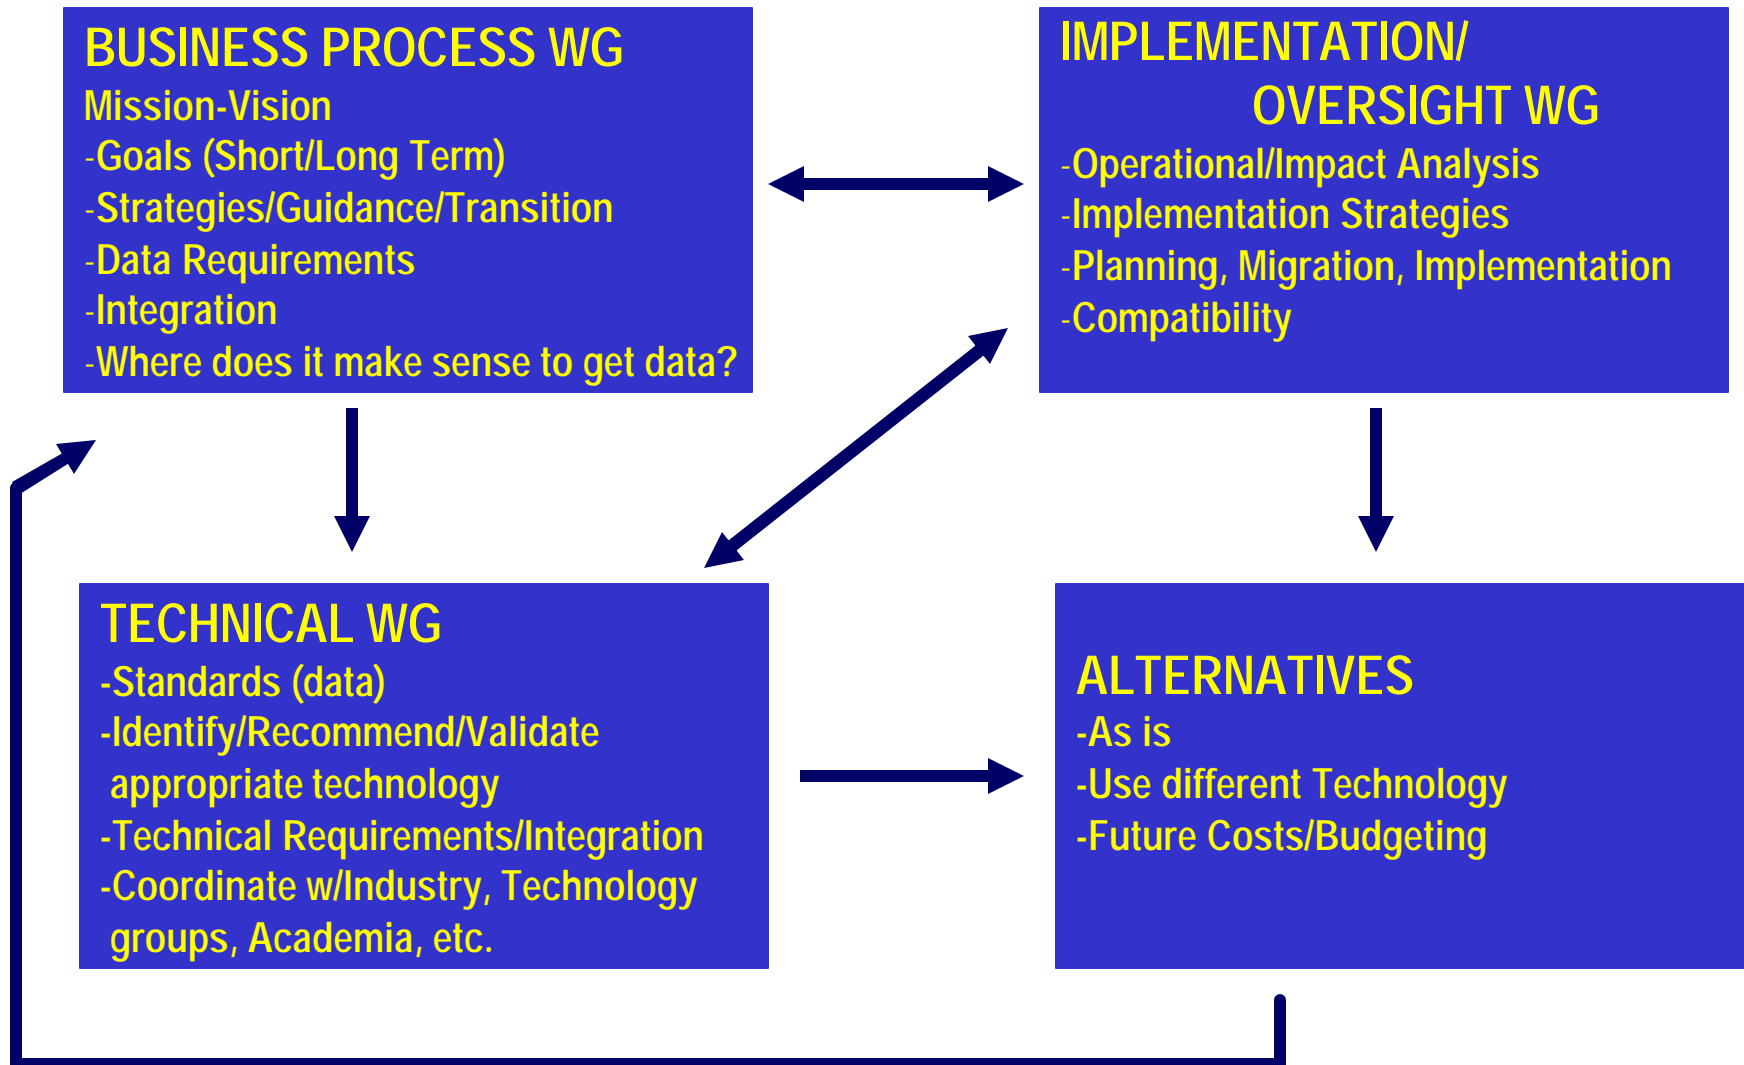 BUSINESS PROCESS WG
Mission-Vision
-Goals (Short/Long Term)
-Strategies/Guidance/Transition
-Data Requirements
-Integration
-Where does it make sense to get data?
IMPLEMENTATION/
OVERSIGHT WG
-Operational/Impact Analysis
-Implementation Strategies
-Planning, Migration, Implementation
-Compatibility
TECHNICAL WG
-Standards (data)
-Identify/Recommend/Validate
appropriate technology
-Technical Requirements/Integration
-Coordinate w/Industry, Technology
groups, Academia, etc.
ALTERNATIVES
-As is
-Use different Technology
-Future Costs/Budgeting